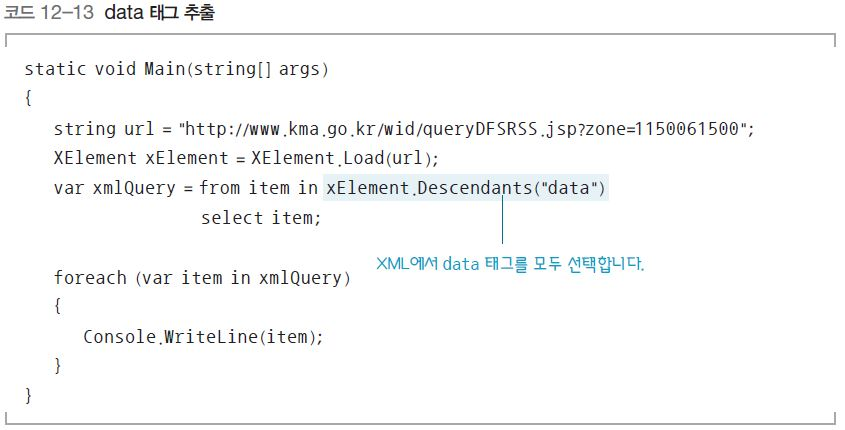 코드 12-13 data 태그 추출
static void Main(string[] args)
{
string url = "http://www.kma.go.kr/wid/queryDFSRSS.jsp?zone=1150061500";
XElement xElement = XElement.Load(url);
var xmlQuery = from item in xElement.Descendants("data")
select item;
XML에서 data 태그를 모두 선택합니다.
foreach (var item in xmlQuery)
{
Console.WriteLine(item);
}
}